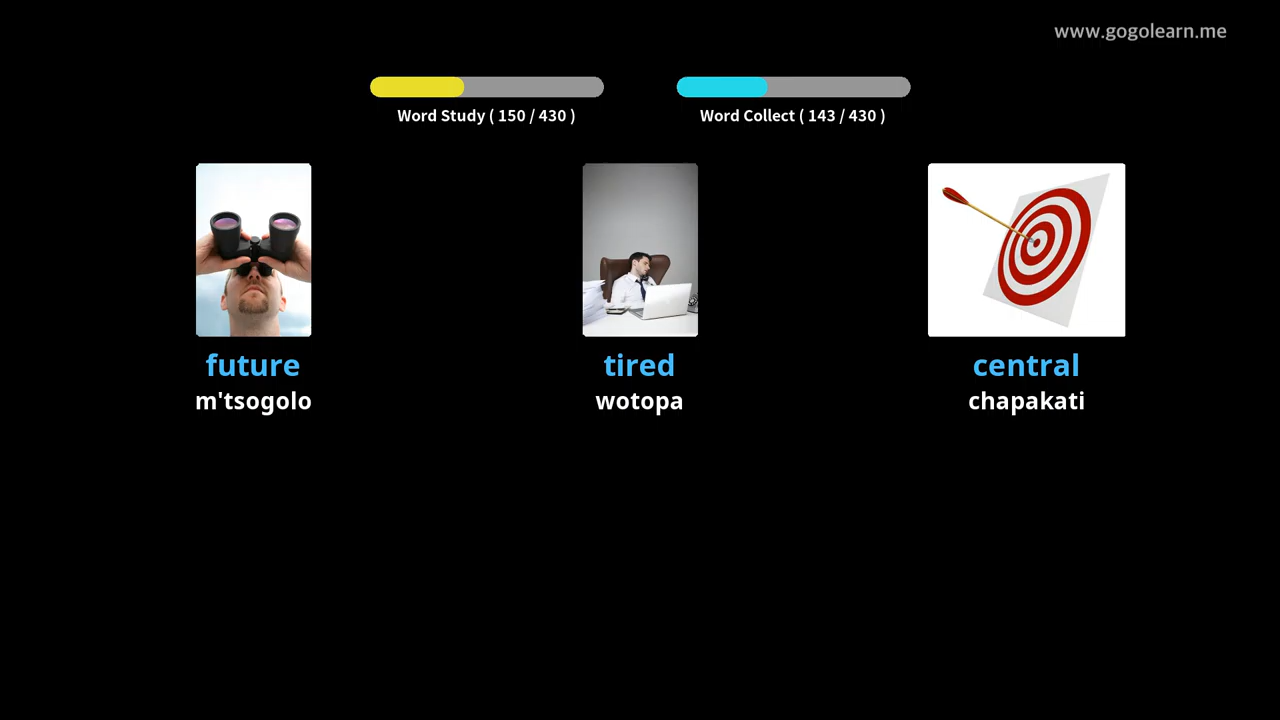 www.gogolearn.me
Word Study ( 150 / 430 )
Word Collect ( 143 / 430 )
future
m'tsogolo
tired
wotopa
central
chapakati